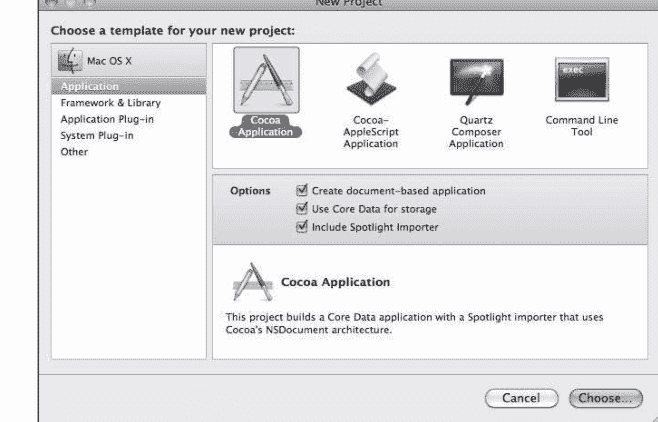 New Project
Choose a template for your new project:
Mac OS X
Application
Framework & Library
Application Plug-in
System Plug-in
Other
Cocoa
Application
Cocoa-
AppleScript
Application
Quartz
Composer
Application
exec
Command Line
Tool
Options
Create document-based application
Use Core Data for storage
Include Spotlight Importer
Cocoa Application
This project builds a Core Data application with a Spotlight importer that uses
Cocoa's NSDocument architecture.
Cancel
Choose...